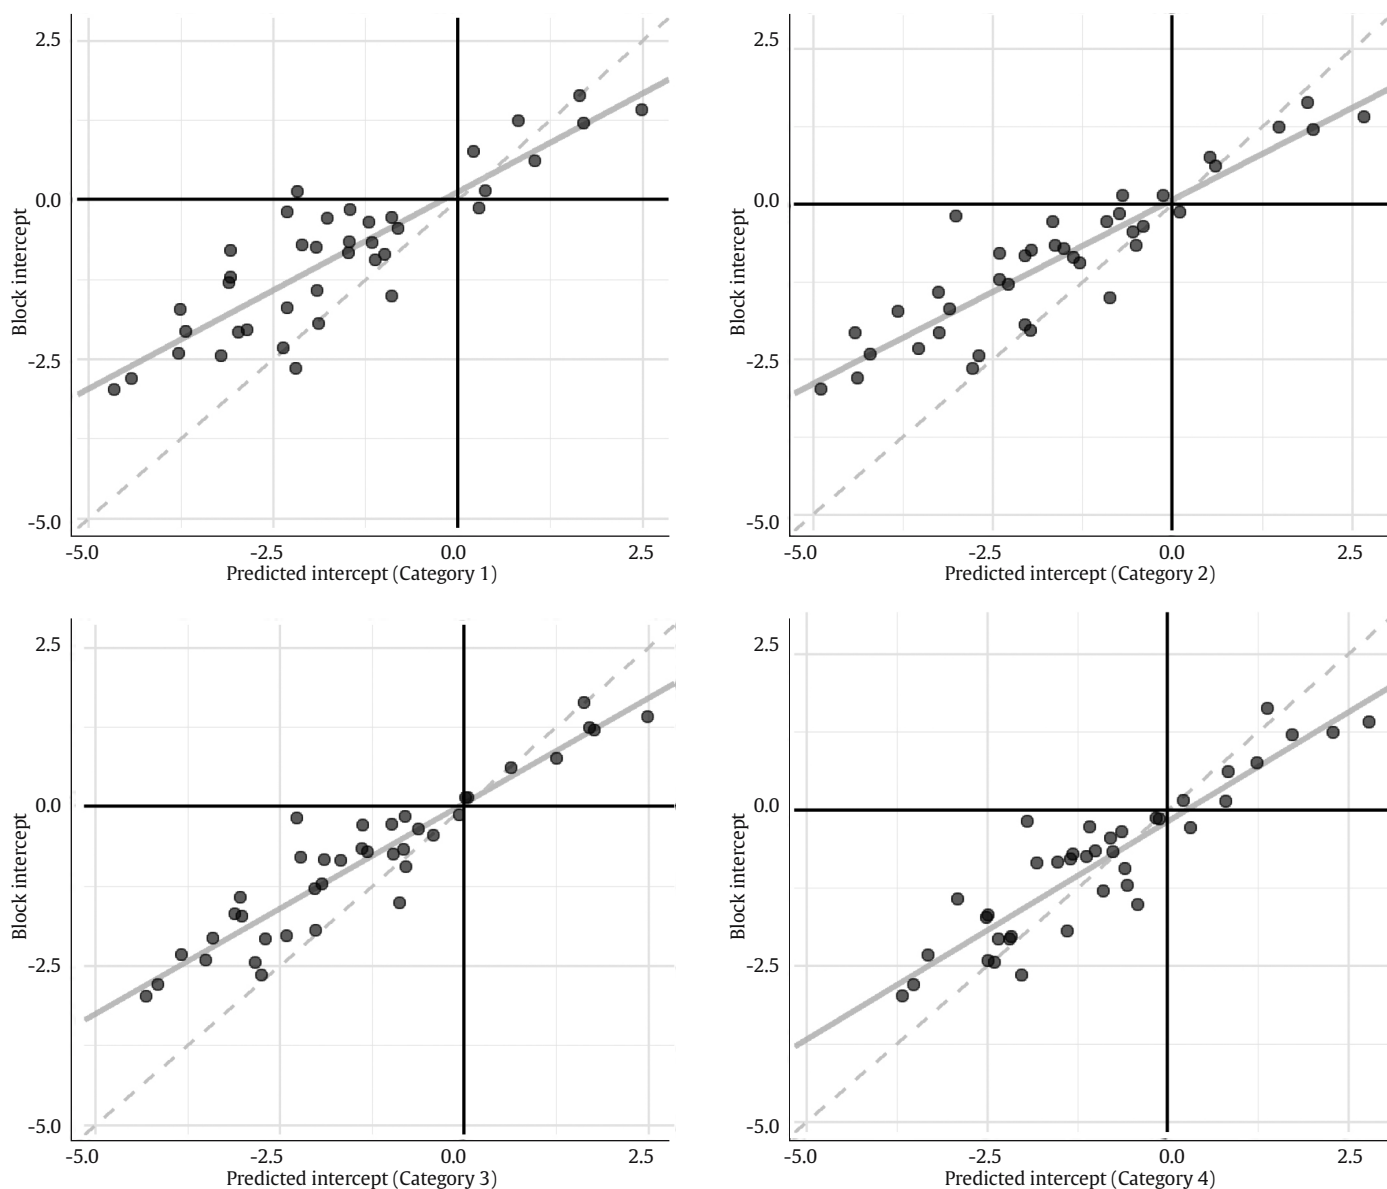 2.5
0.0
-2.5
-5.0
Block intercept
-5.0 -2.5 0.0 2.5
Predicted intercept (Category 1)
2.5
0.0
-2.5
-5.0
Block intercept
-5.0 -2.5 0.0 2.5
Predicted intercept (Category 2)
2.5
0.0
-2.5
-5.0
Block intercept
-5.0 -2.5 0.0 2.5
Predicted intercept (Category 3)
2.5
0.0
-2.5
-5.0
Block intercept
-5.0 -2.5 0.0 2.5
Predicted intercept (Category 4)